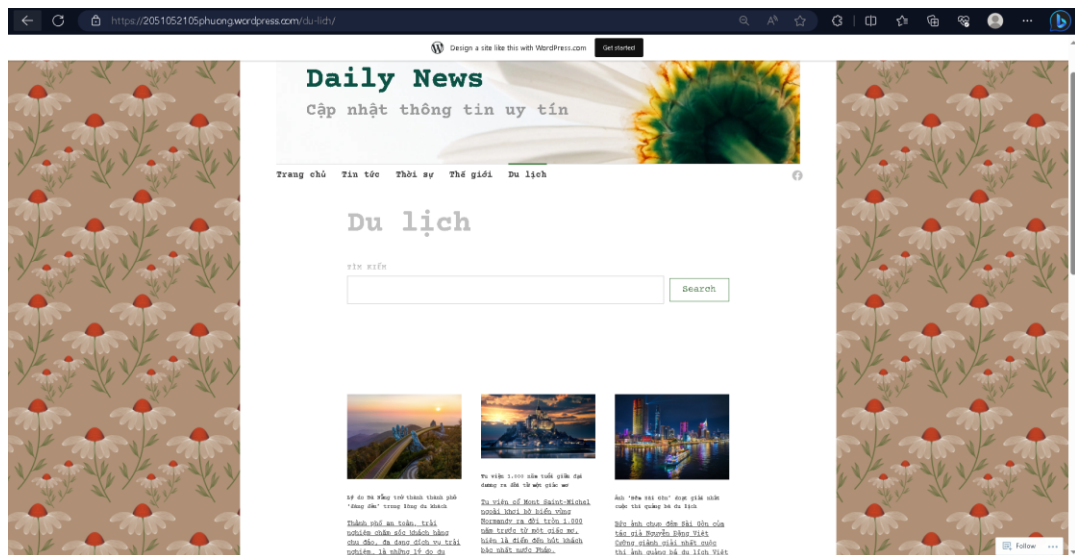 https://2051052105phuong.wordpress.com/du-lich/
Design a site like this with WordPress.com
Get started
Daily News
Cập nhật thông tin uy tín
Trang chủ Tin tức Thời sự Thế giới Du lịch
Du lịch
TÌM KIẾM
Search
Lý do Đà Nẵng trở thành thành phố
'đáng đến' trong lòng du khách
Thành phố an toàn, trải
nghiệm chăm sóc khách hàng
chu đáo, đa dạng dịch vụ trải
nghiệm, là những lý do du
Tu viện 1.000 năm tuổi giữa đại
dương ra đời từ một giấc mơ
Tu viện cổ Mont Saint-Michel
ngoài khơi bờ biển vùng
Normandy ra đời tròn 1.000
năm trước từ một giấc mơ,
hiện là điểm đến hút khách
bậc nhất nước Pháp.
Ảnh 'Đêm Sài Gòn' đoạt giải nhất
cuộc thi quảng bá du lịch
Bức ảnh chụp đêm Sài Gòn của
tác giả Nguyễn Đặng Việt
Cường giành giải nhất cuộc
thi ảnh quảng bá du lịch Việt
Follow